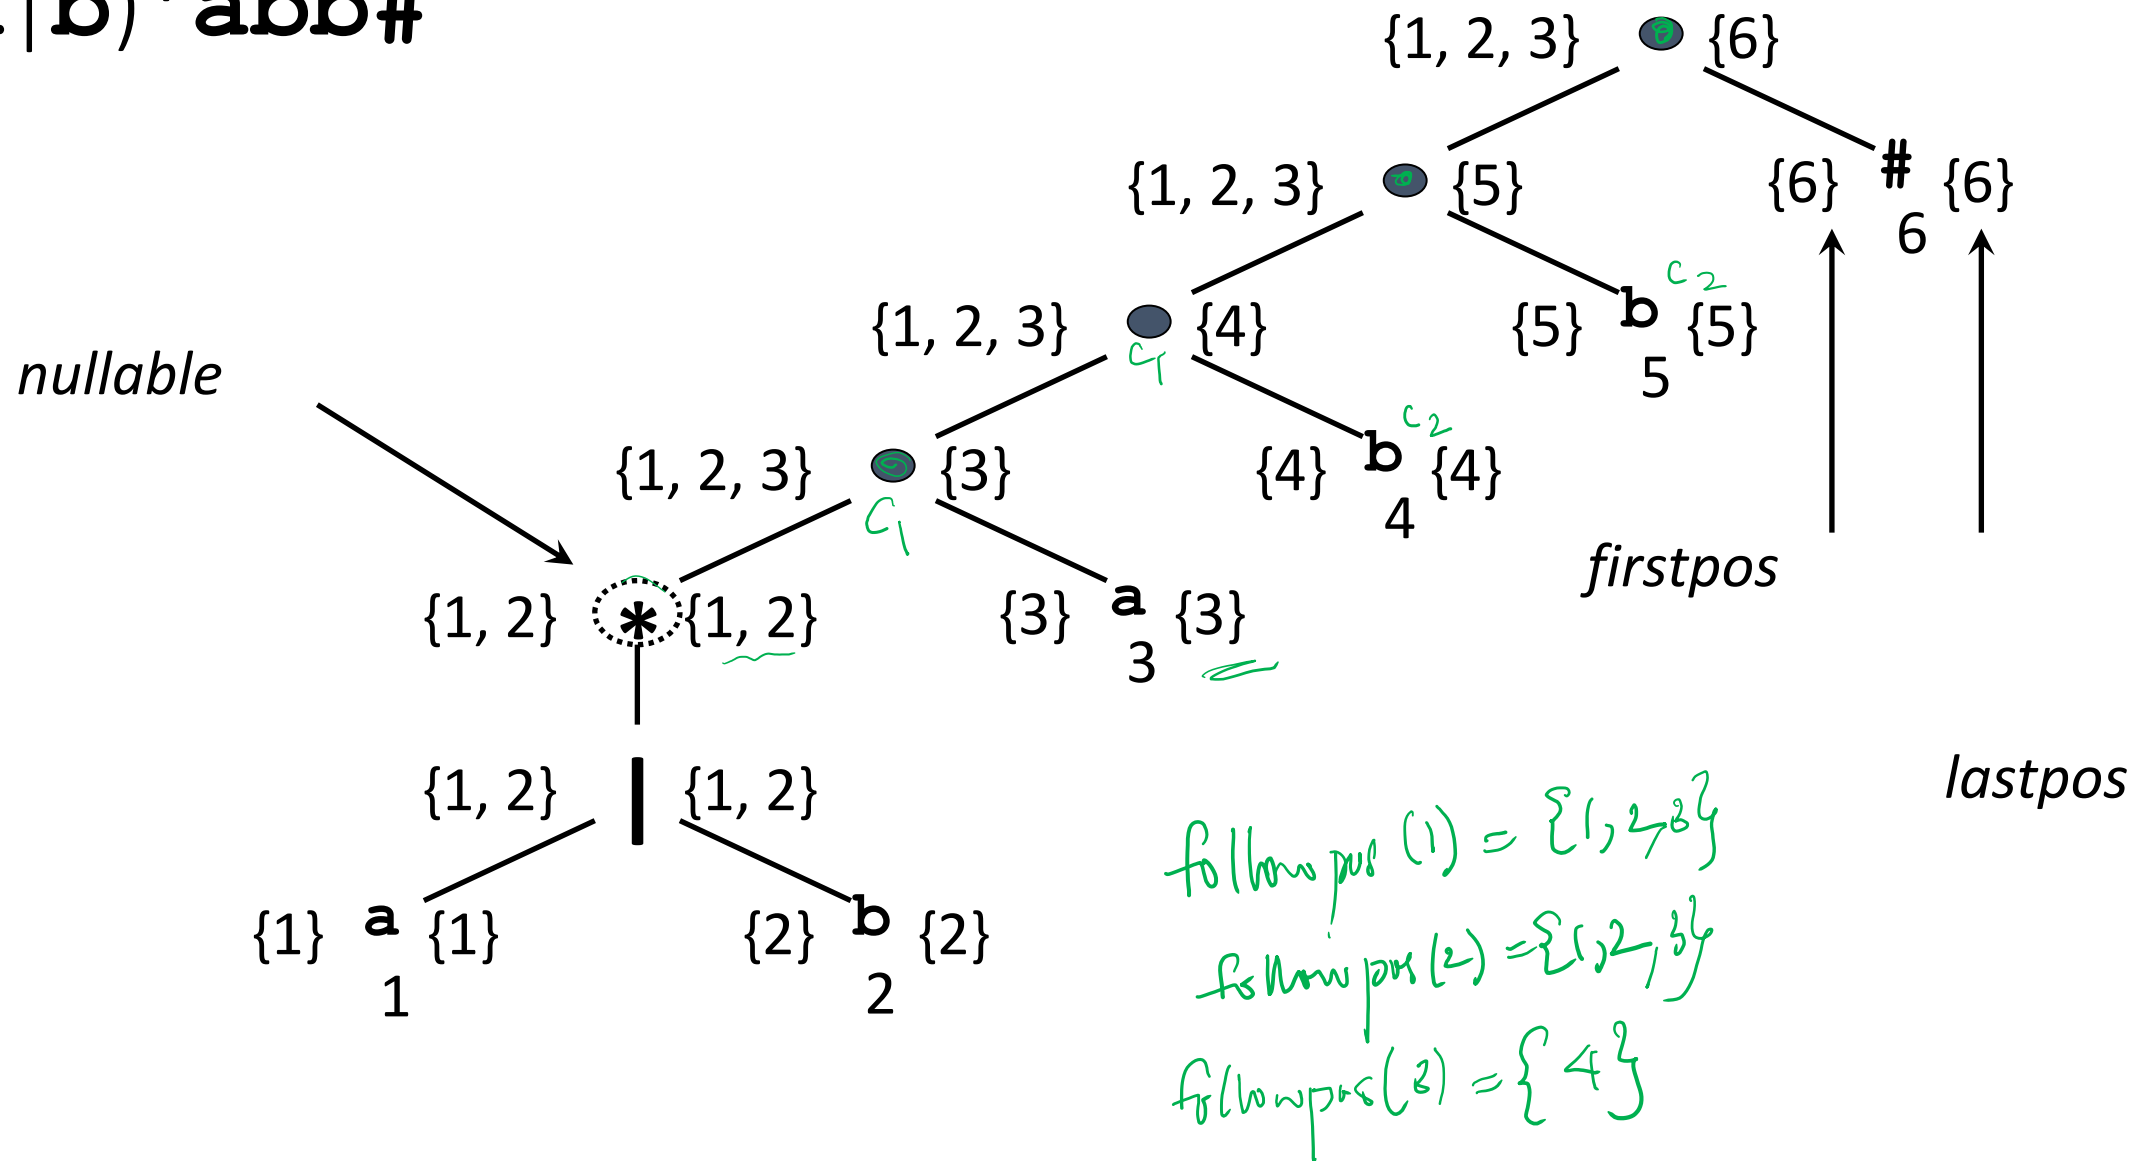 |b)*abb#
{1, 2, 3} {6}
{1, 2, 3} {5} {6} # {6}
6
{1, 2, 3} {4} {5} b {5}
C2
5
C1
nullable
{1, 2, 3} {3} {4} b {4}
C2
4
C1
firstpos
{1, 2} * {1, 2} {3} a {3}
3
lastpos
{1, 2} | {1, 2}
{1} a {1} {2} b {2}
1 2
followpos(1) = {1,2,3}
followpos(2) = {1,2,3}
followpos(3) = {4}